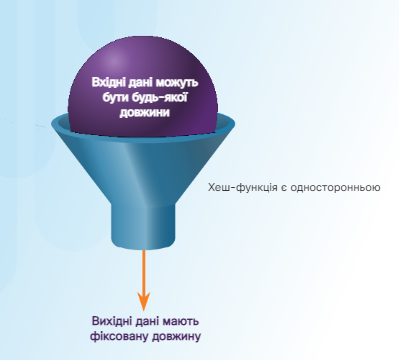 Вхідні дані можуть
бути будь-якої
довжини
Хеш-функція є односторонньою
Вихідні дані мають
фіксовану довжину